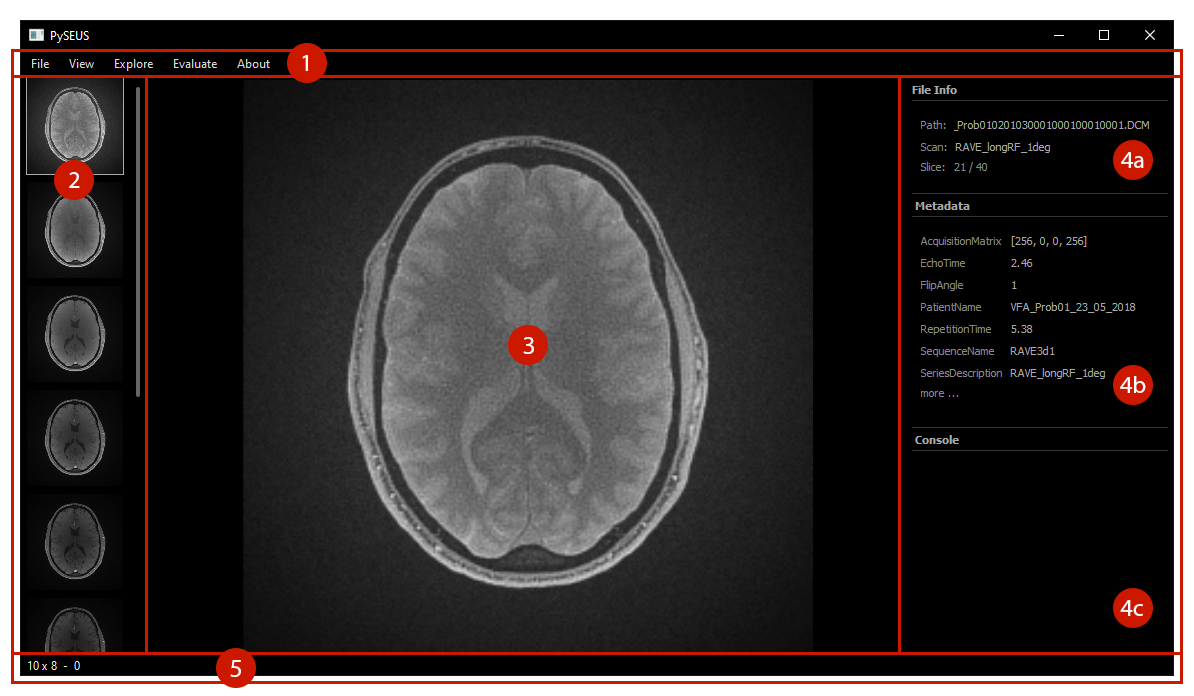 PySEUS
File View Explore Evaluate About
1
2
3
File Info
Path: _Prob010201030001000100010001.DCM
Scan: RAVE_longRF_1deg
Slice: 21 / 40
4a
Metadata
AcquisitionMatrix [256, 0, 0, 256]
EchoTime 2.46
FlipAngle 1
PatientName VFA_Prob01_23_05_2018
RepetitionTime 5.38
SequenceName RAVE3d1
SeriesDescription RAVE_longRF_1deg
more ...
4b
Console
4c
10 x 8 - 0
5